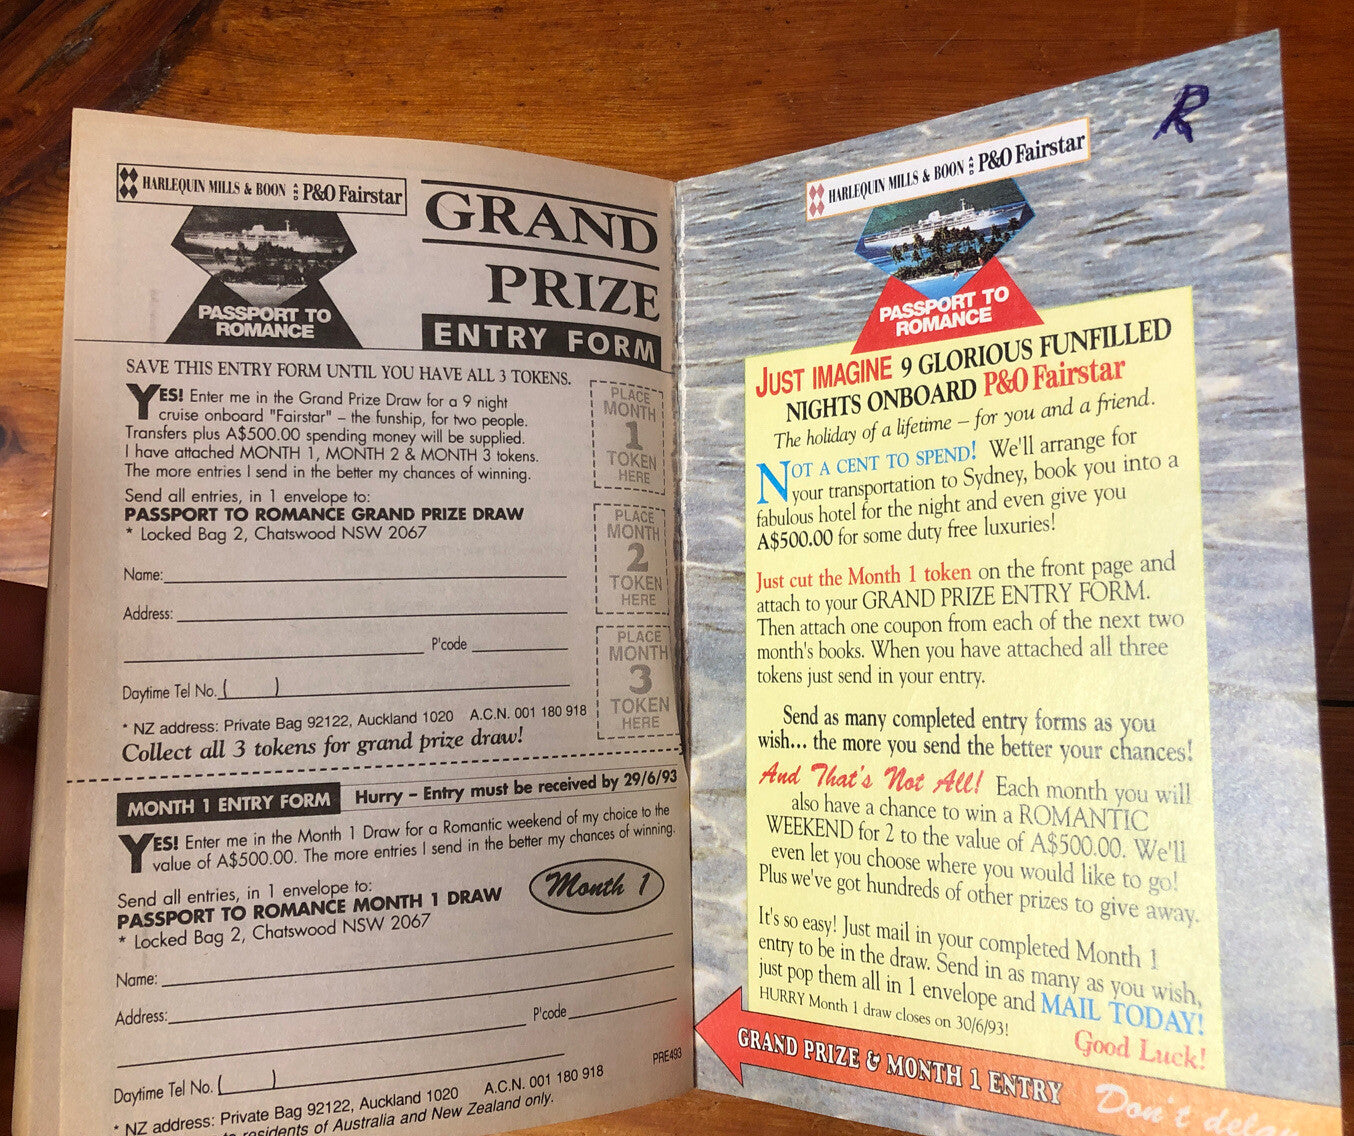 HARLEQUIN MILLS & BOON AND P&O Fairstar
PASSPORT TO
ROMANCE
GRAND
PRIZE
ENTRY FORM
SAVE THIS ENTRY FORM UNTIL YOU HAVE ALL 3 TOKENS.
YES! Enter me in the Grand Prize Draw for a 9 night
cruise onboard "Fairstar" – the funship, for two people.
Transfers plus A$500.00 spending money will be supplied.
I have attached MONTH 1, MONTH 2 & MONTH 3 tokens.
The more entries I send in the better my chances of winning.
Send all entries, in 1 envelope to:
PASSPORT TO ROMANCE GRAND PRIZE DRAW
* Locked Bag 2, Chatswood NSW 2067
Name:
Address:
P'code
Daytime Tel No. ( )
* NZ address: Private Bag 92122, Auckland 1020 A.C.N. 001 180 918
Collect all 3 tokens for grand prize draw!
PLACE
MONTH
1
TOKEN
HERE
PLACE
MONTH
2
TOKEN
HERE
PLACE
MONTH
3
TOKEN
HERE
MONTH 1 ENTRY FORM Hurry – Entry must be received by 29/6/93
YES! Enter me in the Month 1 Draw for a Romantic weekend of my choice to the
value of A$500.00. The more entries I send in the better my chances of winning.
Send all entries, in 1 envelope to:
PASSPORT TO ROMANCE MONTH 1 DRAW
* Locked Bag 2, Chatswood NSW 2067
Month 1
Name:
Address:
P'code
Daytime Tel No. ( )
PRE493
* NZ address: Private Bag 92122, Auckland 1020 A.C.N. 001 180 918
to residents of Australia and New Zealand only.
R
HARLEQUIN MILLS & BOON AND P&O Fairstar
PASSPORT TO
ROMANCE
JUST IMAGINE 9 GLORIOUS FUNFILLED
NIGHTS ONBOARD P&O Fairstar
The holiday of a lifetime – for you and a friend.
NOT A CENT TO SPEND! We'll arrange for
your transportation to Sydney, book you into a
fabulous hotel for the night and even give you
A$500.00 for some duty free luxuries!
Just cut the Month 1 token on the front page and
attach to your GRAND PRIZE ENTRY FORM.
Then attach one coupon from each of the next two
month's books. When you have attached all three
tokens just send in your entry.
Send as many completed entry forms as you
wish... the more you send the better your chances!
And That's Not All! Each month you will
also have a chance to win a ROMANTIC
WEEKEND for 2 to the value of A$500.00. We'll
even let you choose where you would like to go!
Plus we've got hundreds of other prizes to give away.
It's so easy! Just mail in your completed Month 1
entry to be in the draw. Send in as many as you wish,
just pop them all in 1 envelope and MAIL TODAY!
HURRY Month 1 draw closes on 30/6/93!
Good Luck!
GRAND PRIZE & MONTH 1 ENTRY
Don't delay